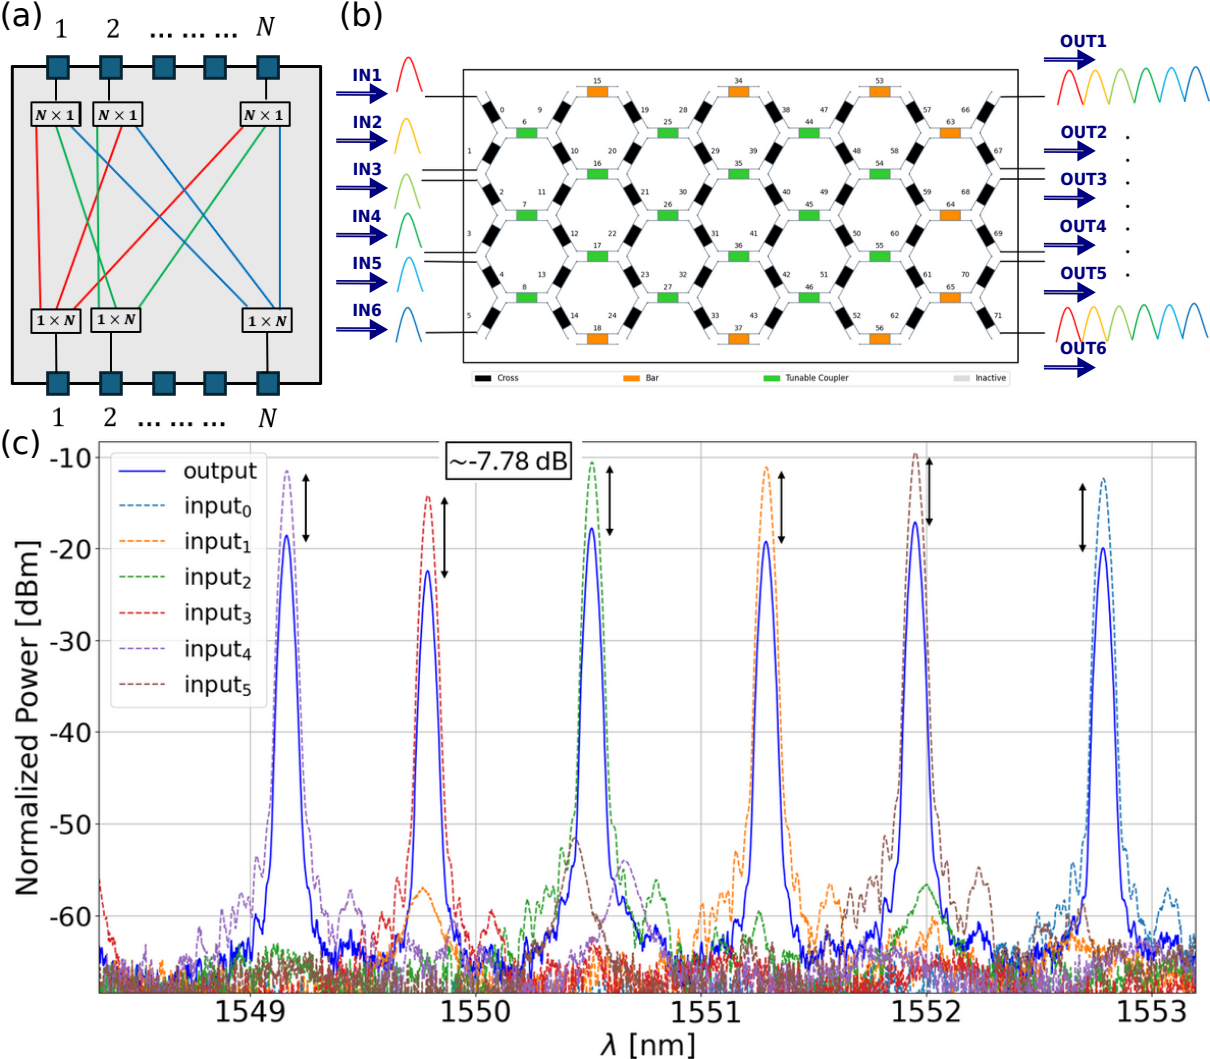 (a)
1
2
... ... ...
N
N × 1
N × 1
N × 1
1 × N
1 × N
1 × N
1
2
... ... ...
N
(b)
IN1
IN2
IN3
IN4
IN5
IN6
15
34
53
0
9
19
28
38
47
57
66
6
25
44
63
1
10
20
29
39
48
58
67
16
35
54
2
11
21
30
40
49
59
68
7
26
45
64
3
12
22
31
41
50
60
69
17
36
55
4
13
23
32
42
51
61
70
8
27
46
65
5
14
24
33
43
52
62
71
18
37
56
Cross
Bar
Tunable Coupler
Inactive
OUT1
OUT2
OUT3
OUT4
OUT5
OUT6
(c)
~-7.78 dB
output
input₀
input₁
input₂
input₃
input₄
input₅
Normalized Power [dBm]
-10
-20
-30
-40
-50
-60
1549
1550
1551
1552
1553
λ [nm]